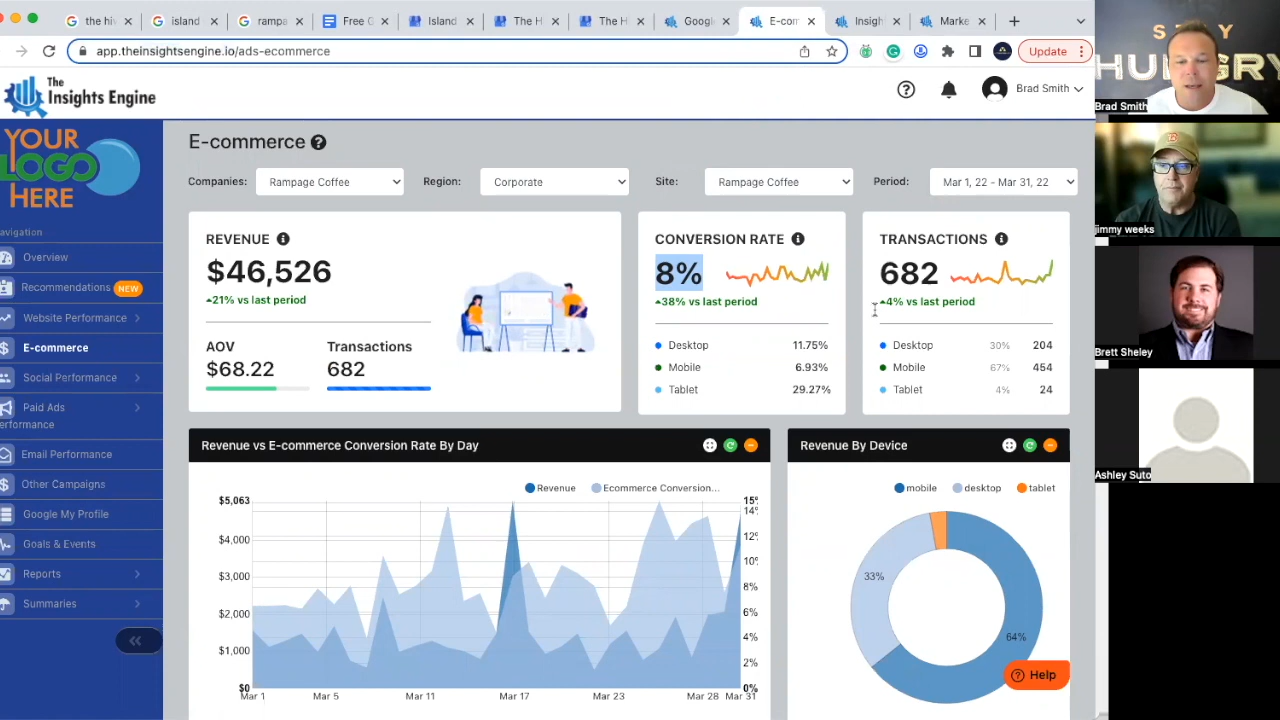 the hiv
island
rampa
Free G
Island
The H
The H
Google
E-com
Insigh
Marke
app.theinsightsengine.io/ads-ecommerce
Update
The
Insights Engine
Brad Smith
YOUR
LOGO
HERE
avigation
Overview
Recommendations NEW
Website Performance
E-commerce
Social Performance
Paid Ads
erformance
Email Performance
Other Campaigns
Google My Profile
Goals & Events
Reports
Summaries
E-commerce
Companies: Rampage Coffee
Region: Corporate
Site: Rampage Coffee
Period: Mar 1, 22 - Mar 31, 22
REVENUE
$46,526
21% vs last period
AOV
$68.22
Transactions
682
CONVERSION RATE
8%
38% vs last period
Desktop 11.75%
Mobile 6.93%
Tablet 29.27%
TRANSACTIONS
682
4% vs last period
Desktop 30% 204
Mobile 67% 454
Tablet 4% 24
Revenue vs E-commerce Conversion Rate By Day
Revenue Ecommerce Conversion...
$5,063
$4,000
$3,000
$2,000
$1,000
$0
15%
14%
12%
10%
8%
6%
4%
2%
0%
Mar 1 Mar 5 Mar 11 Mar 17 Mar 23 Mar 28 Mar 31
Revenue By Device
mobile desktop tablet
33%
64%
Help
STAY
HUNGRY
Brad Smith
jimmy weeks
Brett Sheley
Ashley Suto